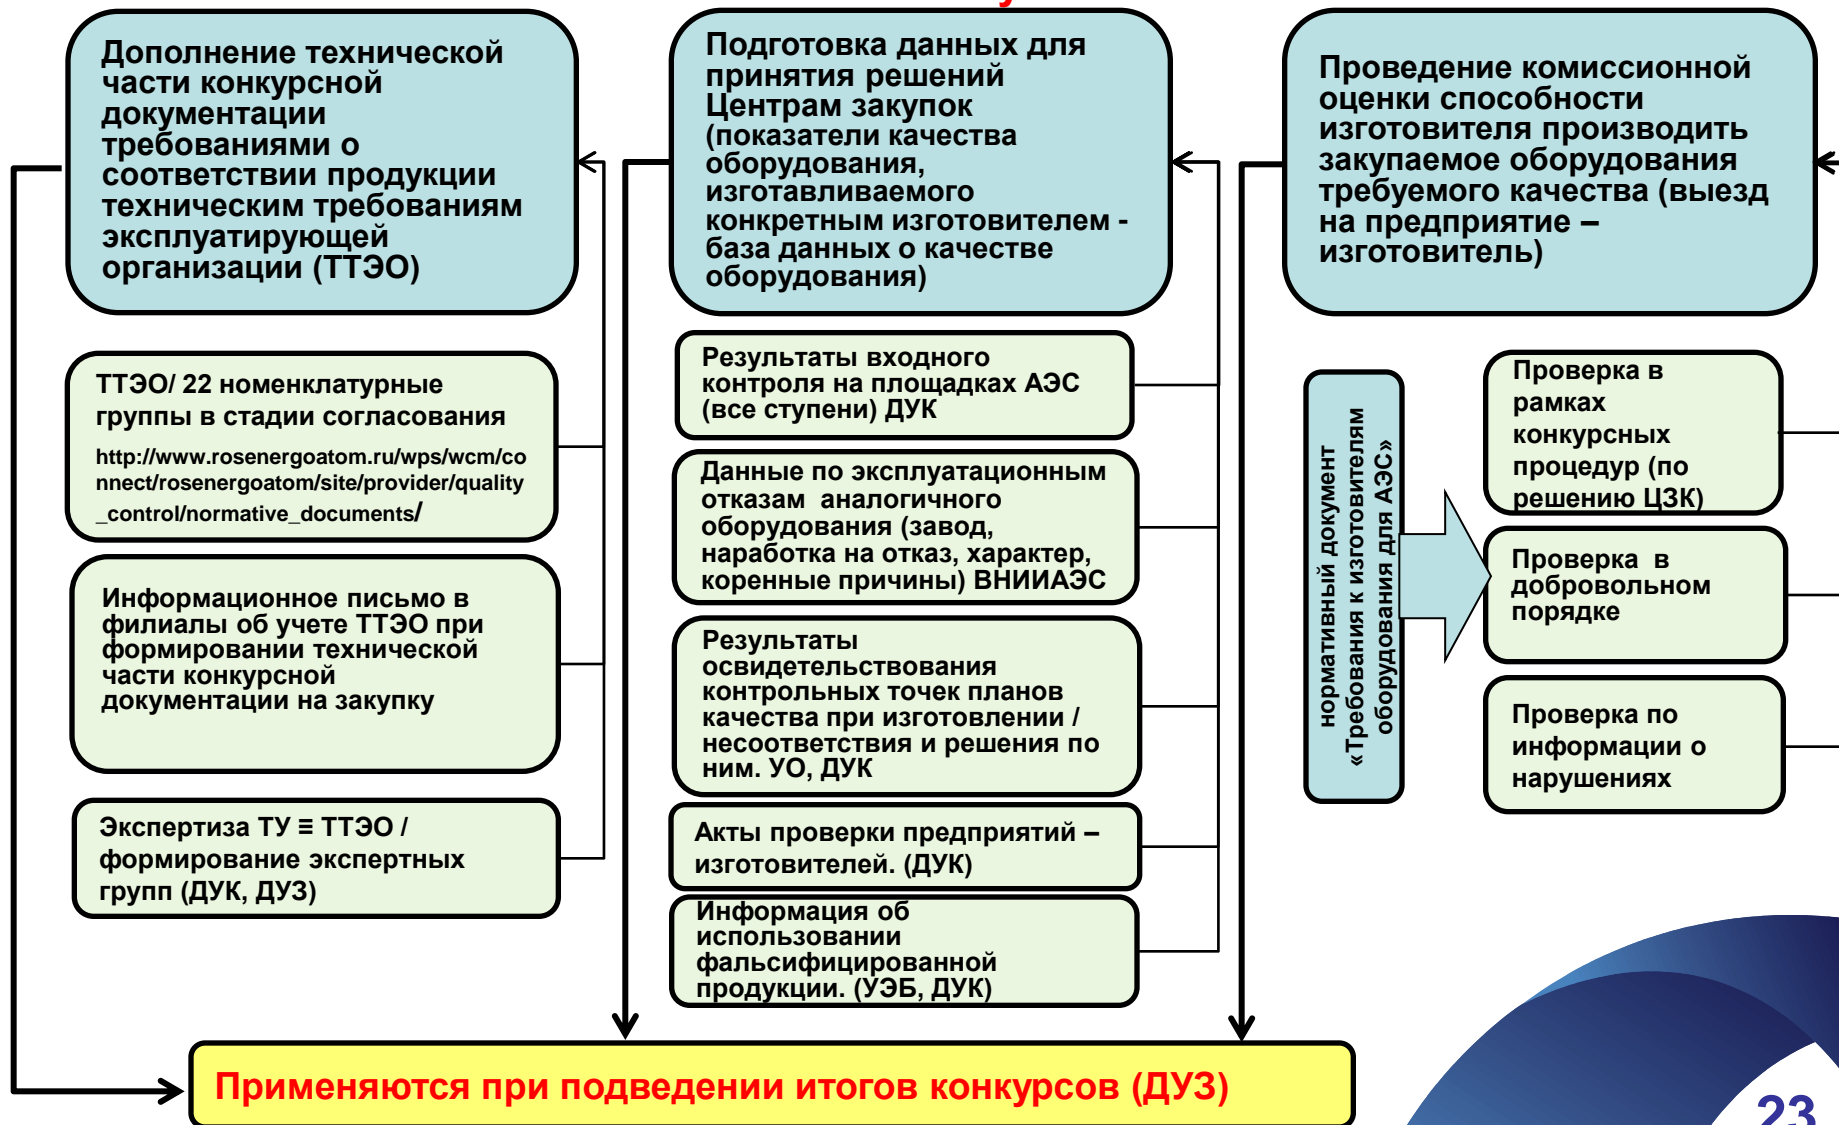 Дополнение технической
части конкурсной
документации
требованиями о
соответствии продукции
техническим требованиям
эксплуатирующей
организации (ТТЭО)
ТТЭО/ 22 номенклатурные
группы в стадии согласования
http://www.rosenergoatom.ru/wps/wcm/co
nnect/rosenergoatom/site/provider/quality
_control/normative_documents/
Информационное письмо в
филиалы об учете ТТЭО при
формировании технической
части конкурсной
документации на закупку
Экспертиза ТУ ≡ ТТЭО /
формирование экспертных
групп (ДУК, ДУЗ)
Подготовка данных для
принятия решений
Центрам закупок
(показатели качества
оборудования,
изготавливаемого
конкретным изготовителем -
база данных о качестве
оборудования)
Результаты входного
контроля на площадках АЭС
(все ступени) ДУК
Данные по эксплуатационным
отказам аналогичного
оборудования (завод,
наработка на отказ, характер,
коренные причины) ВНИИАЭС
Результаты
освидетельствования
контрольных точек планов
качества при изготовлении /
несоответствия и решения по
ним. УО, ДУК
Акты проверки предприятий –
изготовителей. (ДУК)
Информация об
использовании
фальсифицированной
продукции. (УЭБ, ДУК)
Проведение комиссионной
оценки способности
изготовителя производить
закупаемое оборудования
требуемого качества (выезд
на предприятие –
изготовитель)
нормативный документ
«Требования к изготовителям
оборудования для АЭС»
Проверка в
рамках
конкурсных
процедур (по
решению ЦЗК)
Проверка в
добровольном
порядке
Проверка по
информации о
нарушениях
Применяются при подведении итогов конкурсов (ДУЗ)
23